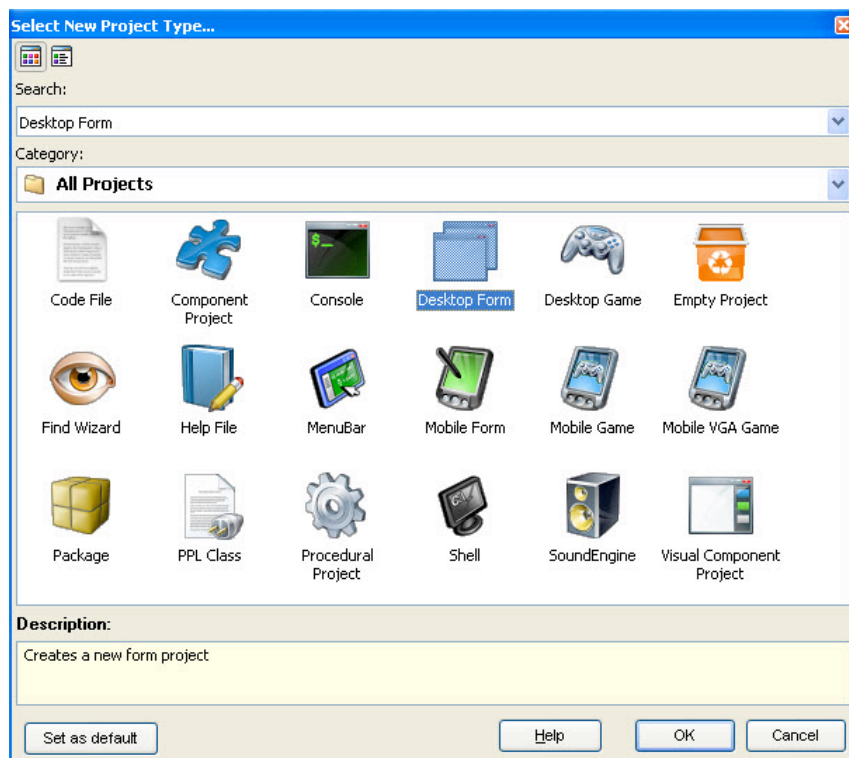 Select New Project Type...
Search:
Desktop Form
Category:
All Projects
$_
Code File
Component
Project
Console
Desktop Form
Desktop Game
Empty Project
Find Wizard
Help File
MenuBar
Mobile Form
Mobile Game
Mobile VGA Game
Package
PPL Class
Procedural
Project
Shell
SoundEngine
Visual Component
Project
Description:
Creates a new form project
Set as default
Help
OK
Cancel